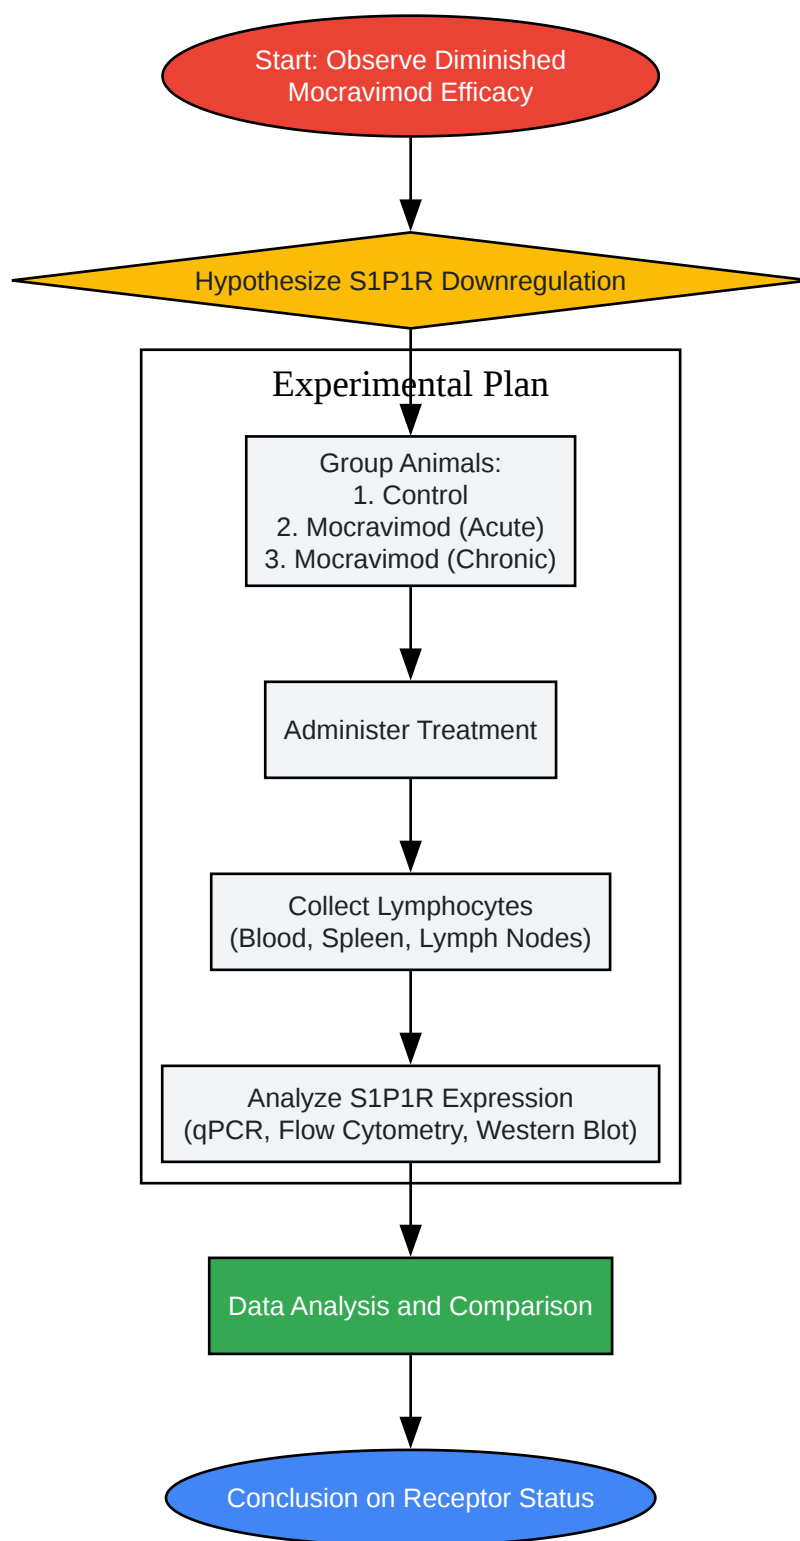 Start: Observe Diminished
Mocravimod Efficacy
Hypothesize S1P1R Downregulation
Experimental Plan
Group Animals:
1. Control
2. Mocravimod (Acute)
3. Mocravimod (Chronic)
Administer Treatment
Collect Lymphocytes
(Blood, Spleen, Lymph Nodes)
Analyze S1P1R Expression
(qPCR, Flow Cytometry, Western Blot)
Data Analysis and Comparison
Conclusion on Receptor Status